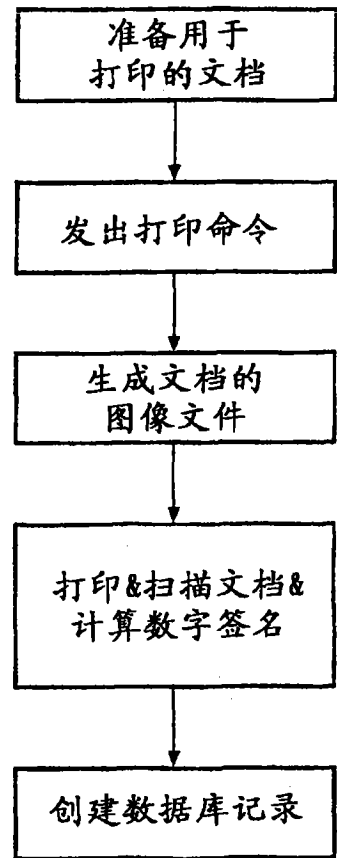 准备用于
打印的文档
发出打印命令
生成文档的
图像文件
打印&扫描文档&
计算数字签名
创建数据库记录